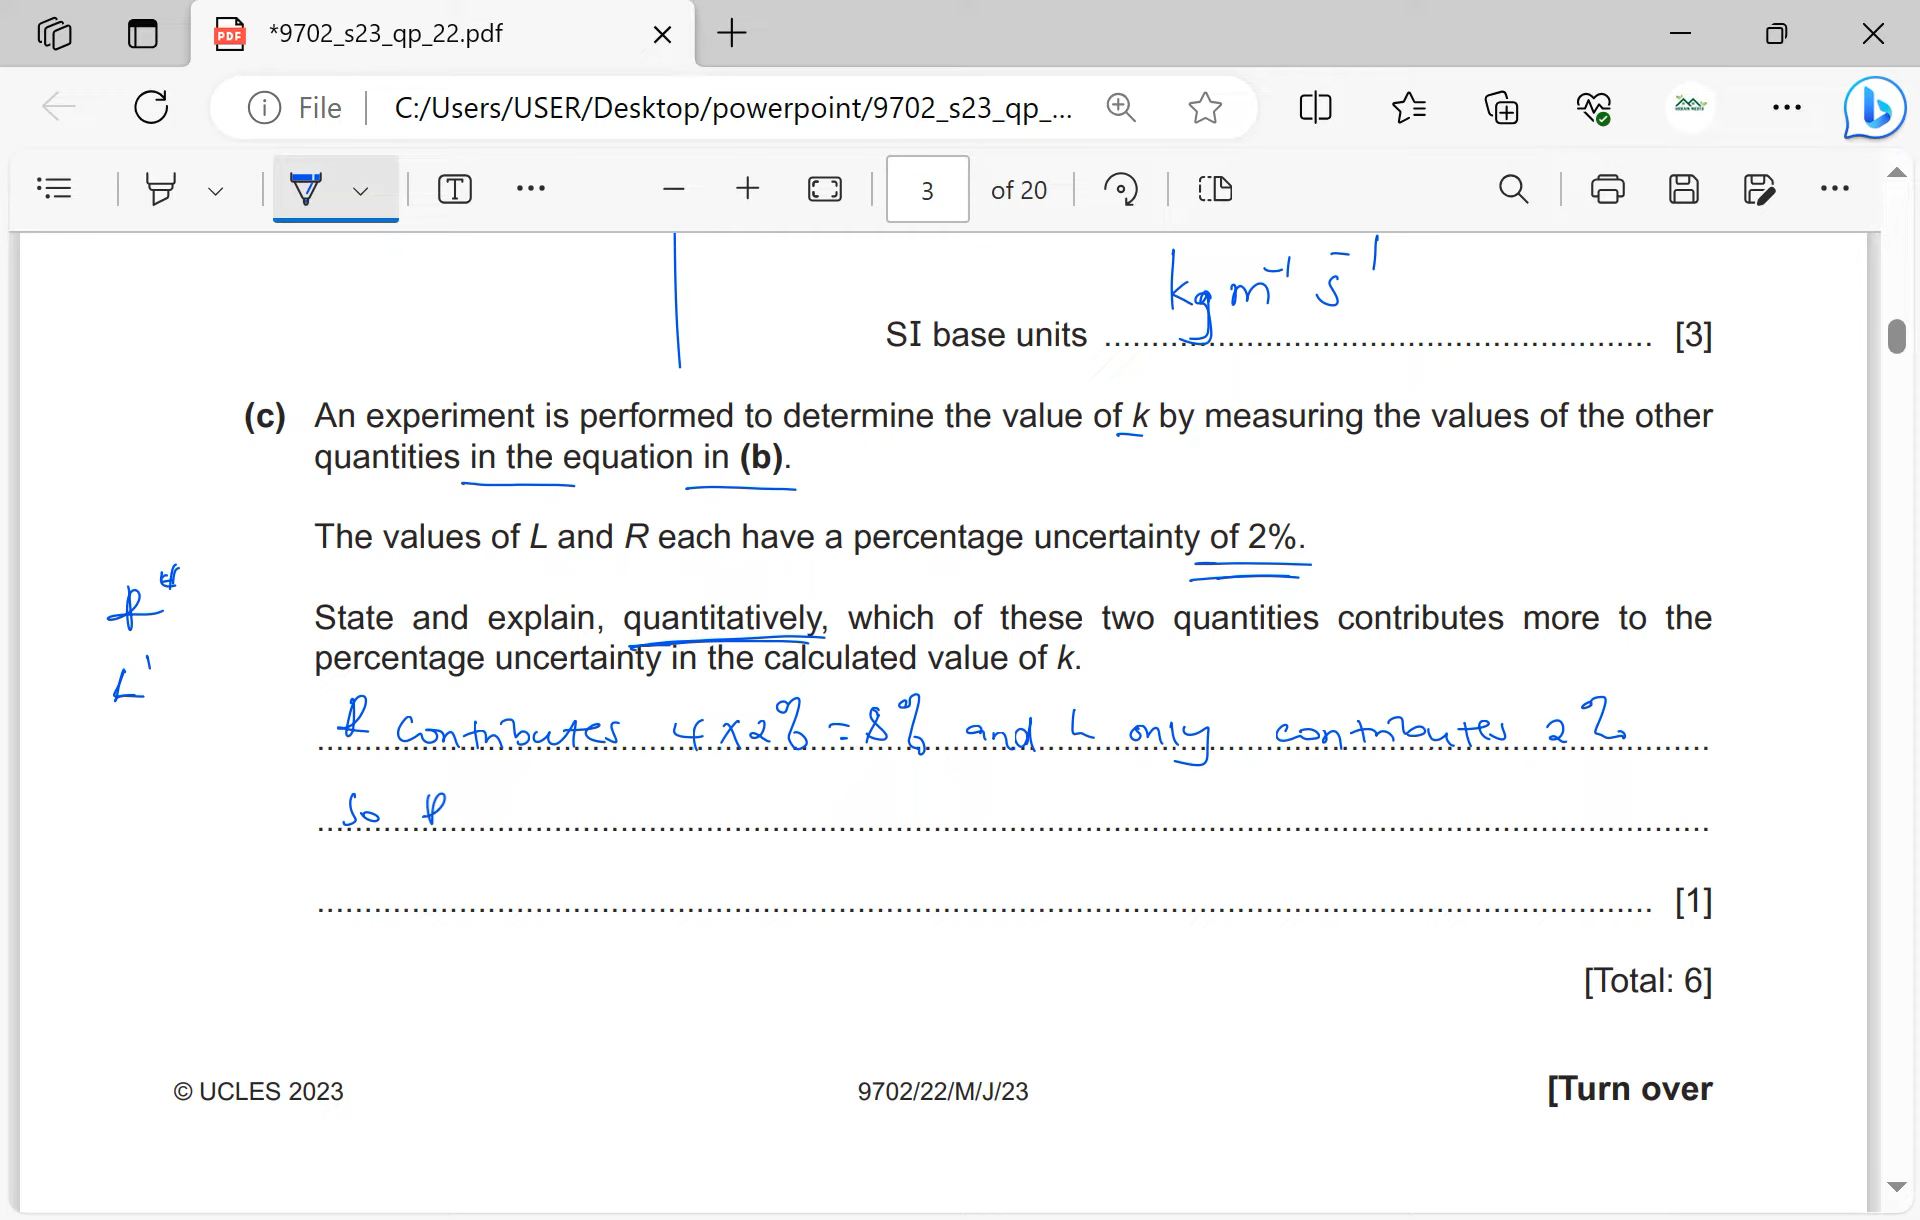 *9702_s23_qp_22.pdf
File C:/Users/USER/Desktop/powerpoint/9702_s23_qp_...
3 of 20
kg m⁻¹ s⁻¹
SI base units .......................................................... [3]
(c) An experiment is performed to determine the value of k by measuring the values of the other
quantities in the equation in (b).
The values of L and R each have a percentage uncertainty of 2%.
R⁴
State and explain, quantitatively, which of these two quantities contributes more to the
L¹
percentage uncertainty in the calculated value of k.
R contributes 4 x 2% = 8% and L only contributes 2%
so R
[1]
[Total: 6]
© UCLES 2023 9702/22/M/J/23 [Turn over